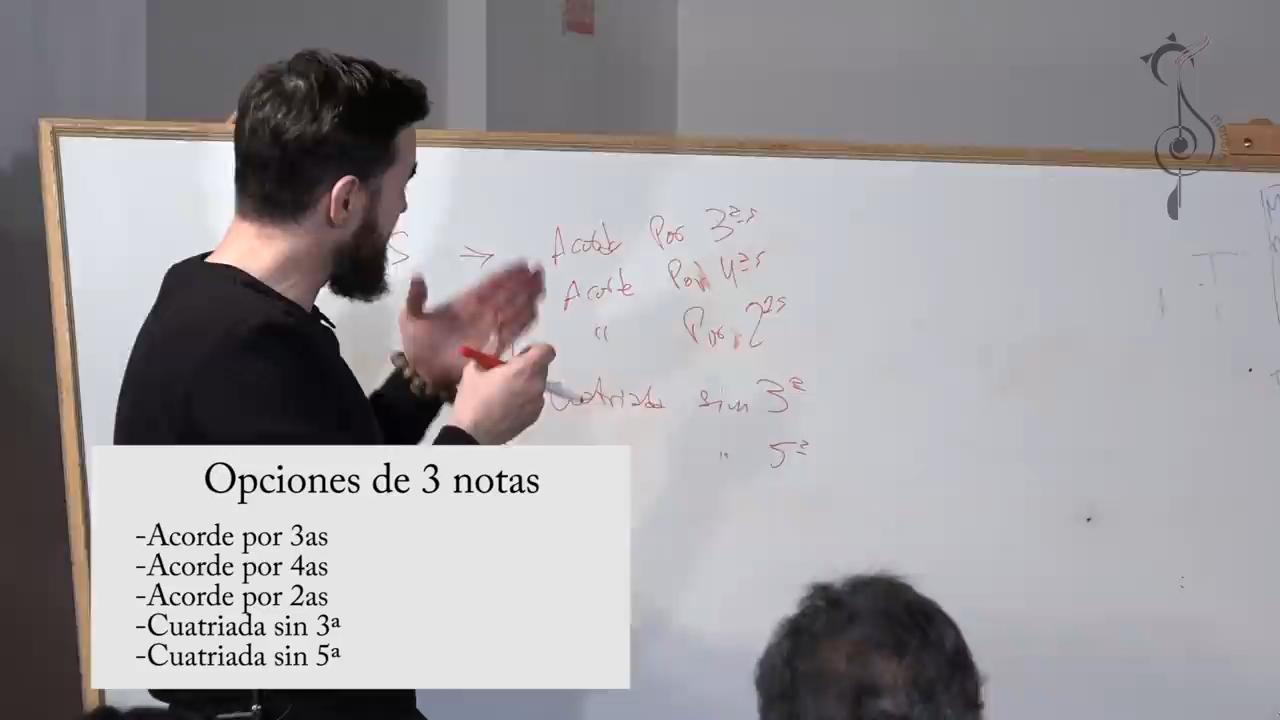 S → Acorde Por 3as
Acorde Por 4as
" Por 2as
Cuatriada sin 3ª
" 5ª
Opciones de 3 notas
-Acorde por 3as
-Acorde por 4as
-Acorde por 2as
-Cuatriada sin 3ª
-Cuatriada sin 5ª